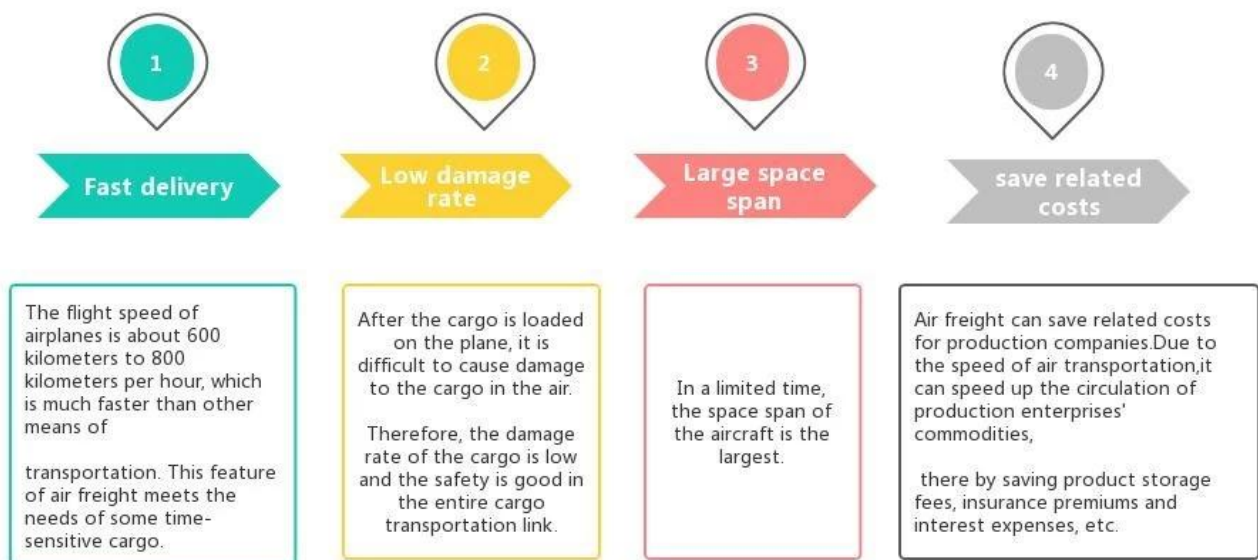 1
2
3
4
Fast delivery
Low damage
rate
Large space
span
save related
costs
The flight speed of
airplanes is about 600
kilometers to 800
kilometers per hour, which
is much faster than other
means of
transportation. This feature
of air freight meets the
needs of some time-
sensitive cargo.
After the cargo is loaded
on the plane, it is
difficult to cause damage
to the cargo in the air.
Therefore, the damage
rate of the cargo is low
and the safety is good in
the entire cargo
transportation link.
In a limited time,
the space span of
the aircraft is the
largest.
Air freight can save related costs
for production companies.Due to
the speed of air transportation,it
can speed up the circulation of
production enterprises'
commodities,
there by saving product storage
fees, insurance premiums and
interest expenses, etc.